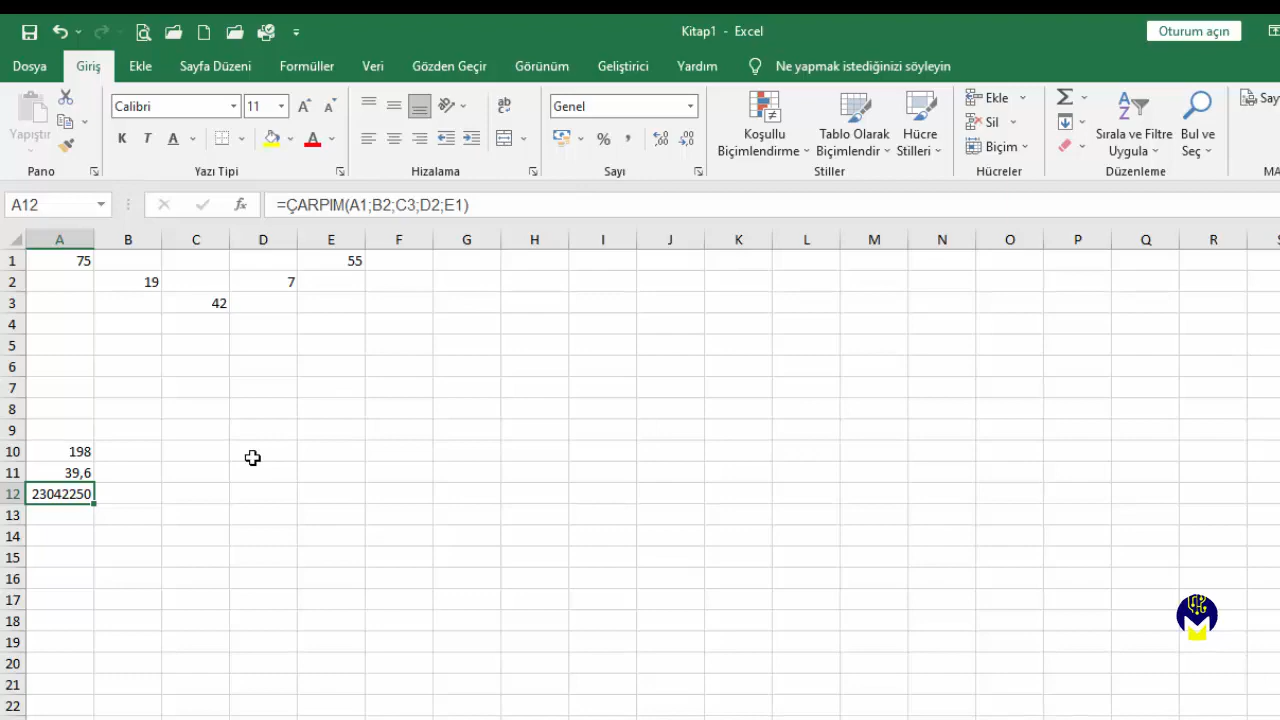 Kitap1 - Excel
Oturum açın
Dosya Giriş Ekle Sayfa Düzeni Formüller Veri Gözden Geçir Görünüm Geliştirici Yardım Ne yapmak istediğinizi söyleyin
Yapıştır
Pano
Calibri 11
K T A A
Yazı Tipi
Hizalama
Genel
Sayı
Koşullu Biçimlendirme
Tablo Olarak Biçimlendir
Hücre Stilleri
Stiller
Ekle
Sil
Biçim
Hücreler
Sırala ve Filtre Uygula
Bul ve Seç
Düzenleme
A12 fx =ÇARPIM(A1;B2;C3;D2;E1)
A B C D E F G H I J K L M N O P Q R
1 75 55
2 19 7
3 42
4
5
6
7
8
9
10 198
11 39,6
12 23042250
13
14
15
16
17
18
19
20
21
22